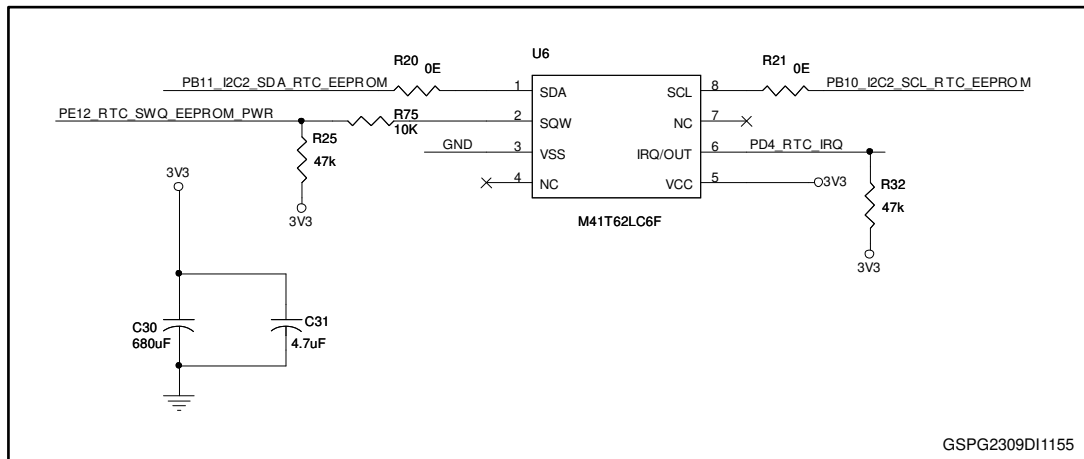 U6
R20
0E
R21
0E
PB11_I2C2_SDA_RTC_EEPROM
1
SDA
SCL
8
PB10_I2C2_SCL_RTC_EEPROM
PE12_RTC_SWQ_EEPROM_PWR
R75
10K
2
SQW
NC
7
R25
47k
GND
3
VSS
IRQ/OUT
6
PD4_RTC_IRQ
3V3
4
NC
VCC
5
3V3
R32
47k
3V3
M41T62LC6F
3V3
C30
680uF
C31
4.7uF
GSPG2309DI1155